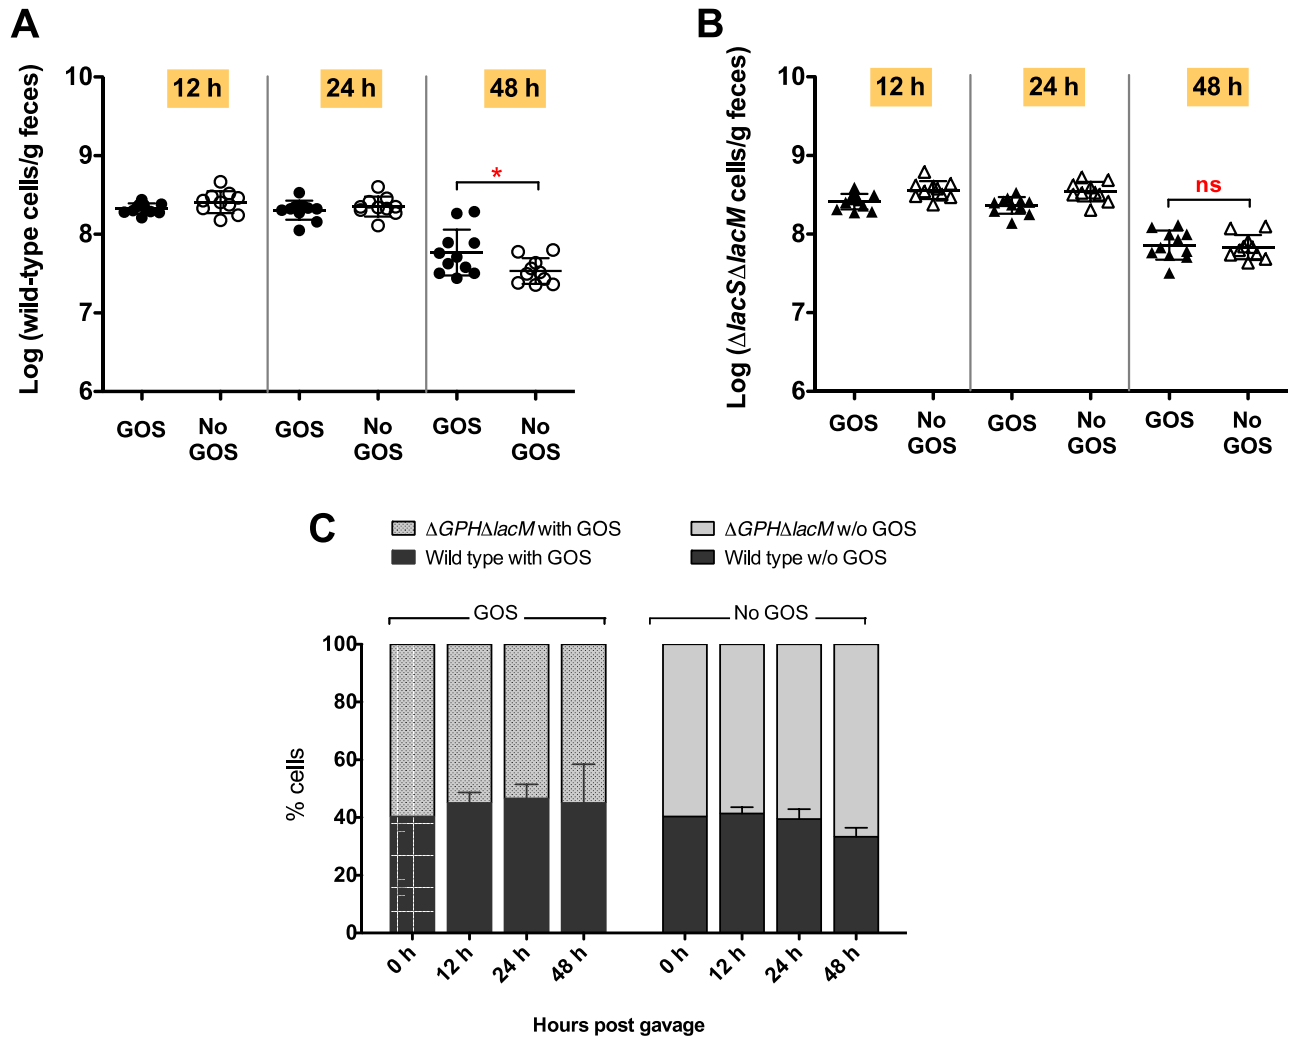 A
Log (wild-type cells/g feces)
10
9
8
7
6
12 h
24 h
48 h
*
GOS
No
GOS
GOS
No
GOS
GOS
No
GOS
B
Log (ΔlacSΔlacM cells/g feces)
10
9
8
7
6
12 h
24 h
48 h
ns
GOS
No
GOS
GOS
No
GOS
GOS
No
GOS
C
ΔGPHΔlacM with GOS
ΔGPHΔlacM w/o GOS
Wild type with GOS
Wild type w/o GOS
GOS
No GOS
% cells
100
80
60
40
20
0
0 h
12 h
24 h
48 h
0 h
12 h
24 h
48 h
Hours post gavage